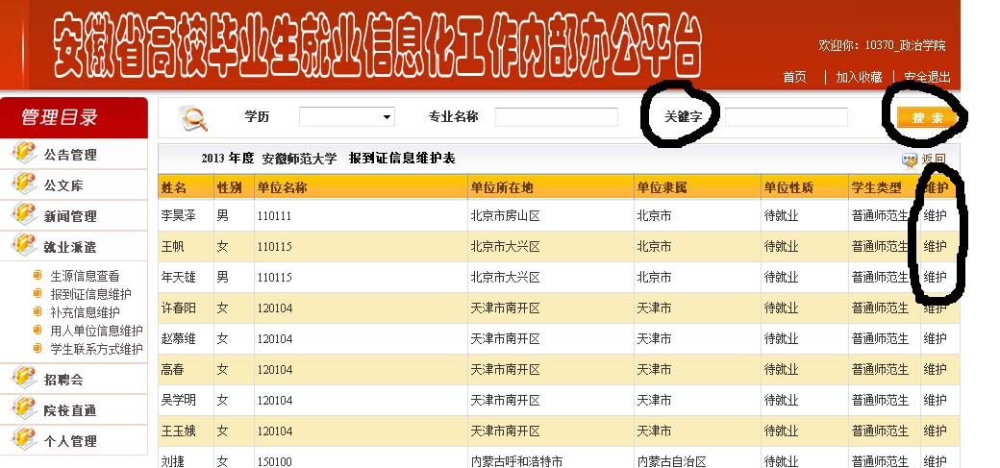 安徽省高校毕业生就业信息化工作内部办公平台
欢迎你：10370_政治学院
首页 | 加入收藏 | 安全退出
管理目录
公告管理
公文库
新闻管理
就业派遣
生源信息查看
报到证信息维护
补充信息维护
用人单位信息维护
学生联系方式维护
招聘会
院校直通
个人管理
学历 专业名称 关键字 搜 索
2013 年度 安徽师范大学 报到证信息维护表 返回
姓名 性别 单位名称 单位所在地 单位隶属 单位性质 学生类型 维护
李昊泽 男 110111 北京市房山区 北京市 待就业 普通师范生 维护
王帆 女 110115 北京市大兴区 北京市 待就业 普通师范生 维护
年天雄 男 110115 北京市大兴区 北京市 待就业 普通师范生 维护
许春阳 女 120104 天津市南开区 天津市 待就业 普通师范生 维护
赵慕维 女 120104 天津市南开区 天津市 待就业 普通师范生 维护
高春 女 120104 天津市南开区 天津市 待就业 普通师范生 维护
吴学明 女 120104 天津市南开区 天津市 待就业 普通师范生 维护
王玉娥 女 120104 天津市南开区 天津市 待就业 普通师范生 维护
刘捷 女 150100 内蒙古呼和浩特市 内蒙古自治区 待就业 普通师范生 维护